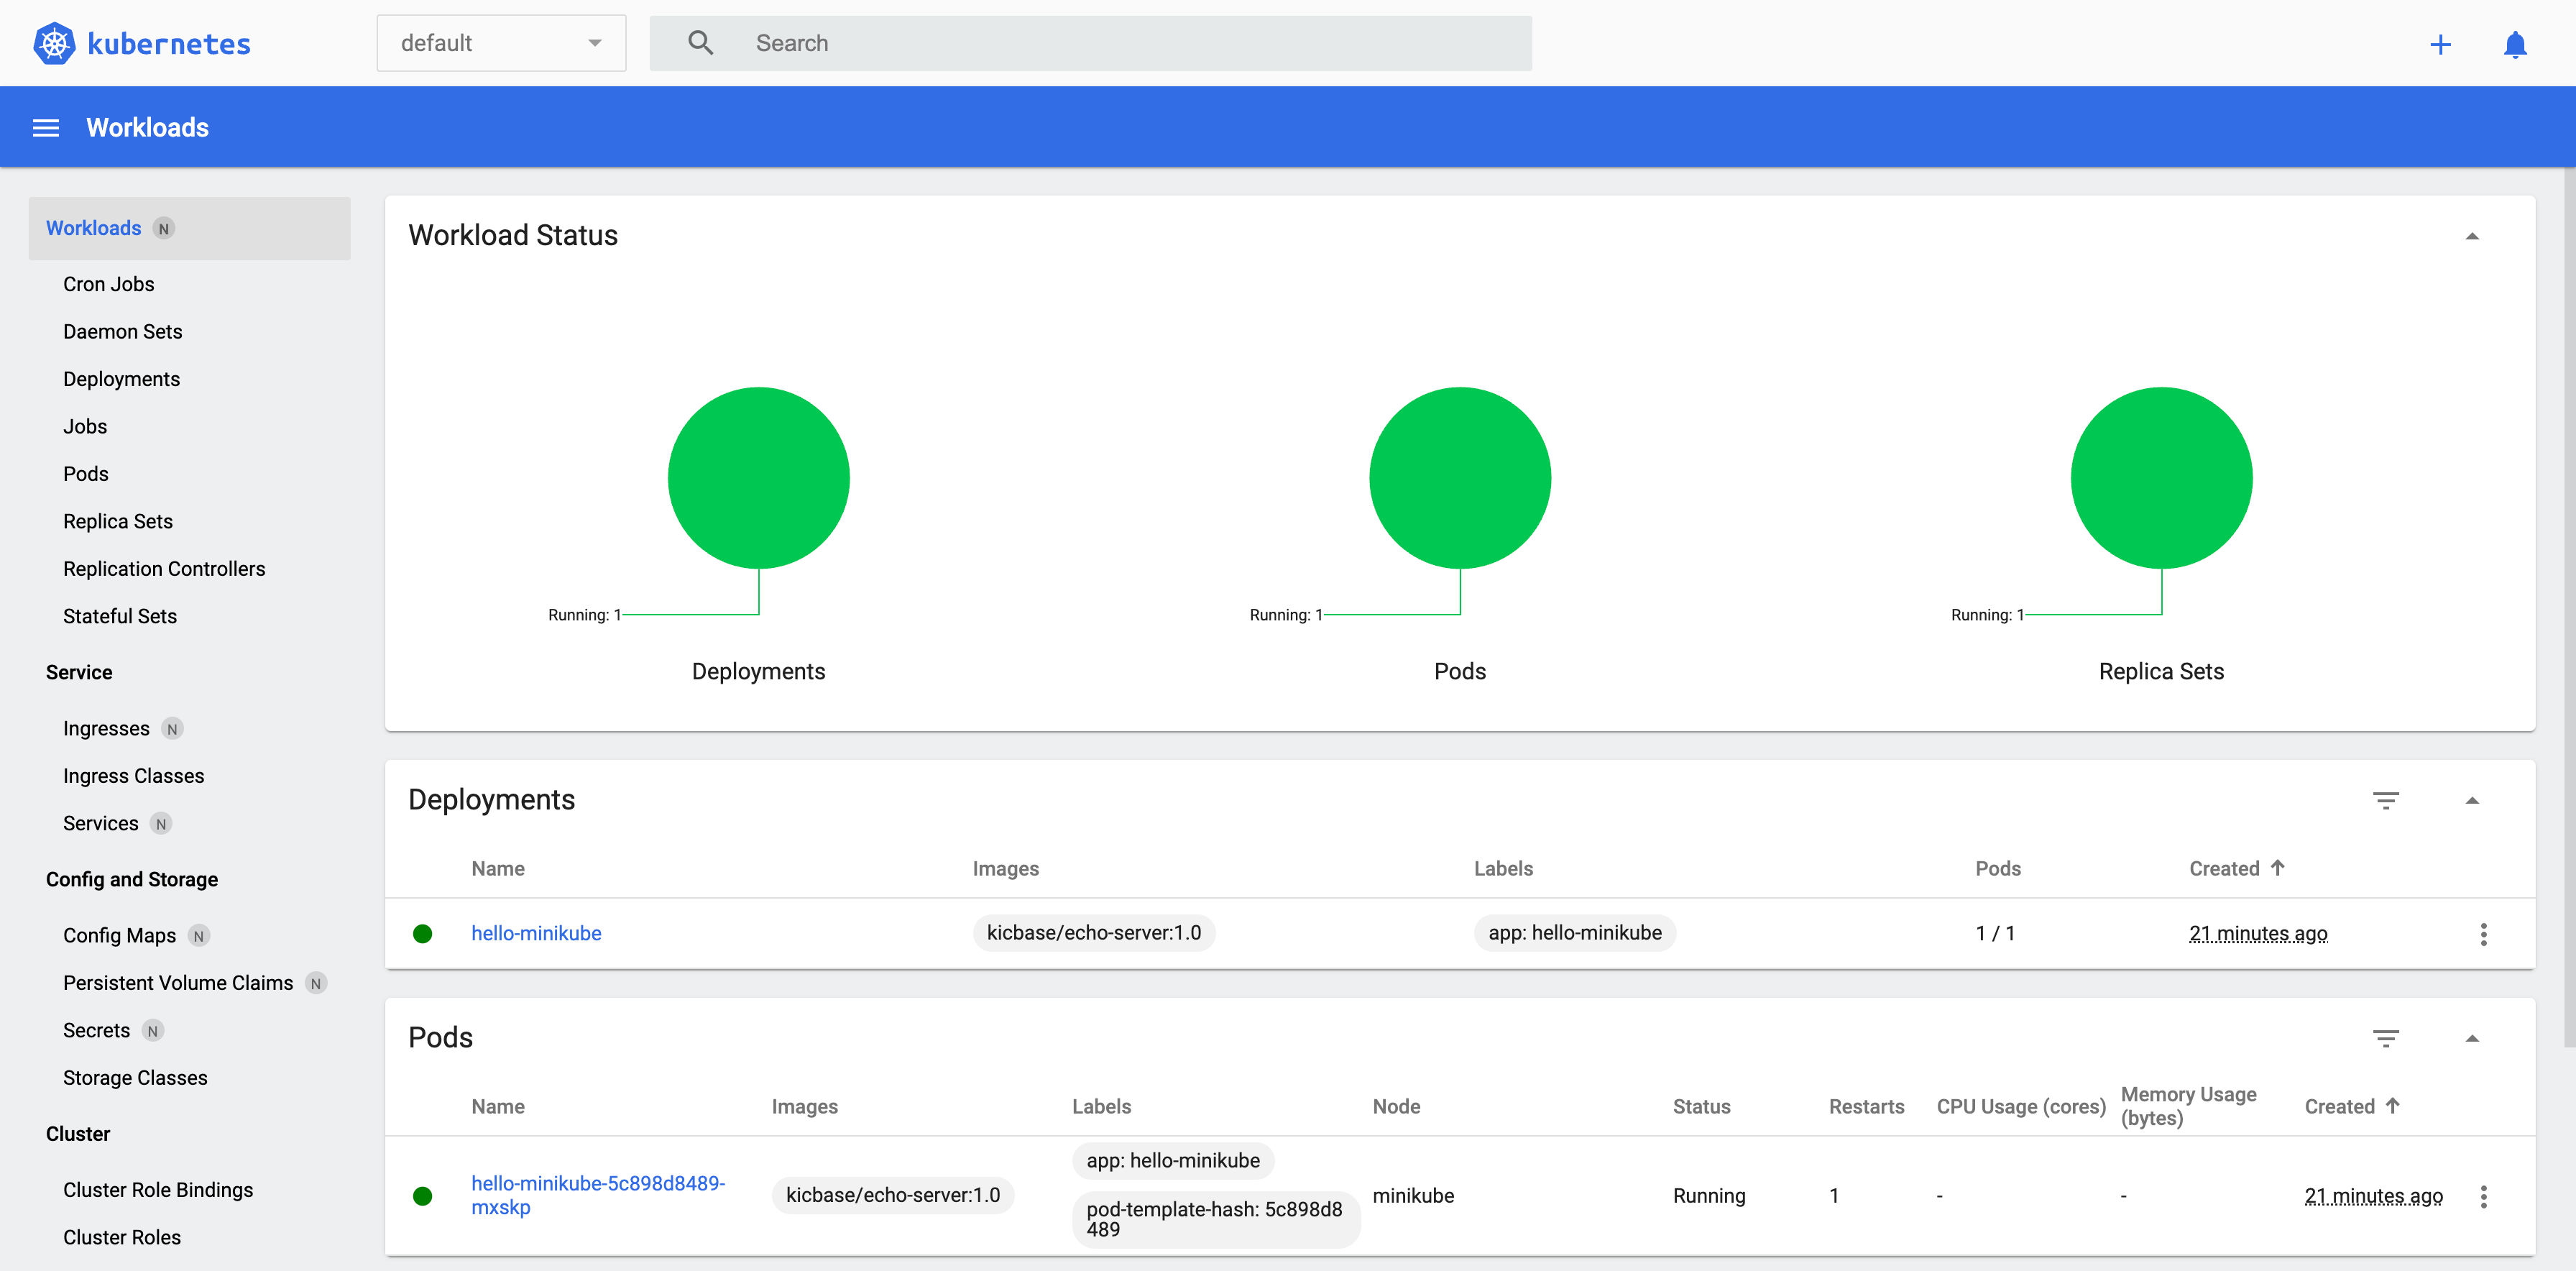 kubernetes
default
Search
Workloads
Workloads N
Cron Jobs
Daemon Sets
Deployments
Jobs
Pods
Replica Sets
Replication Controllers
Stateful Sets
Service
Ingresses N
Ingress Classes
Services N
Config and Storage
Config Maps N
Persistent Volume Claims N
Secrets N
Storage Classes
Cluster
Cluster Role Bindings
Cluster Roles
Workload Status
Running: 1
Deployments
Running: 1
Pods
Running: 1
Replica Sets
Deployments
Name Images Labels Pods Created
hello-minikube kicbase/echo-server:1.0 app: hello-minikube 1 / 1 21 minutes ago
Pods
Name Images Labels Node Status Restarts CPU Usage (cores) Memory Usage
(bytes) Created
hello-minikube-5c898d8489-
mxskp
kicbase/echo-server:1.0
app: hello-minikube
pod-template-hash: 5c898d8
489
minikube Running 1 - - 21 minutes ago